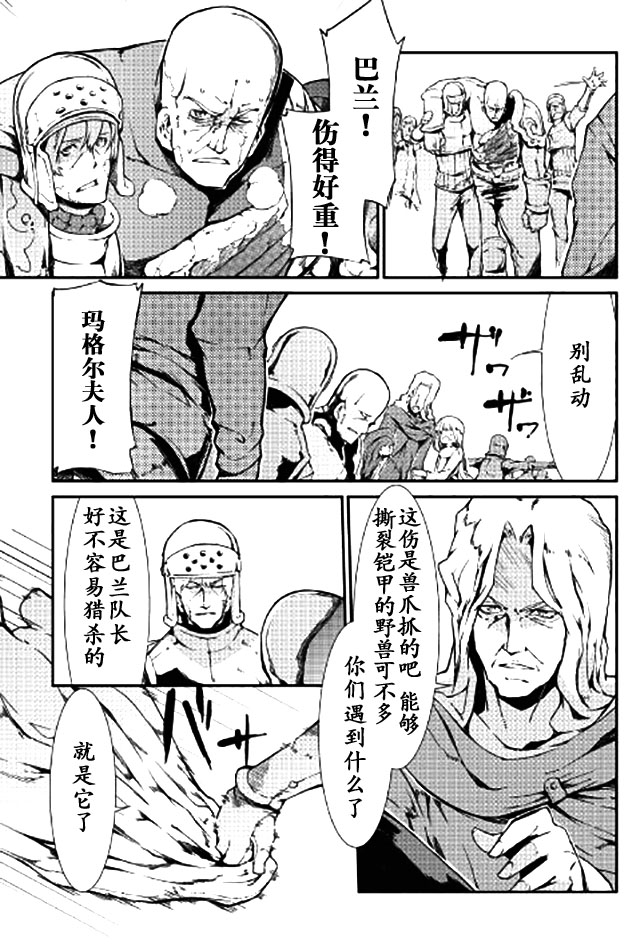 巴兰！
伤得好重！
别乱动
ザワ
ザワ
玛格尔夫人！
这伤是兽爪抓的吧 能够
撕裂铠甲的野兽可不多
你们遇到什么了
这是巴兰队长
好不容易猎杀的
就是它了